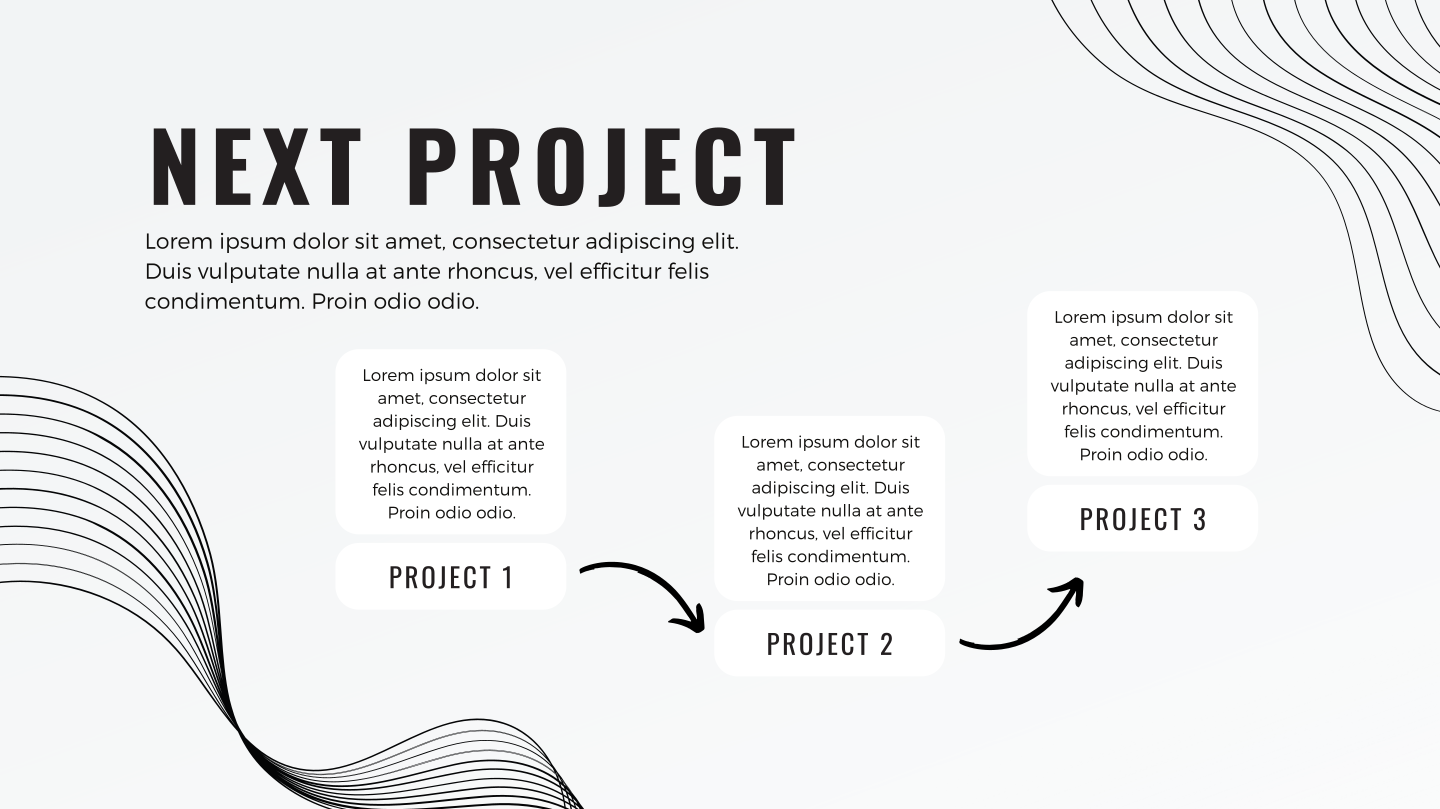 NEXT PROJECT
Lorem ipsum dolor sit amet, consectetur adipiscing elit.
Duis vulputate nulla at ante rhoncus, vel efficitur felis
condimentum. Proin odio odio.
Lorem ipsum dolor sit
amet, consectetur
adipiscing elit. Duis
vulputate nulla at ante
rhoncus, vel efficitur
felis condimentum.
Proin odio odio.
PROJECT 1
Lorem ipsum dolor sit
amet, consectetur
adipiscing elit. Duis
vulputate nulla at ante
rhoncus, vel efficitur
felis condimentum.
Proin odio odio.
PROJECT 2
Lorem ipsum dolor sit
amet, consectetur
adipiscing elit. Duis
vulputate nulla at ante
rhoncus, vel efficitur
felis condimentum.
Proin odio odio.
PROJECT 3